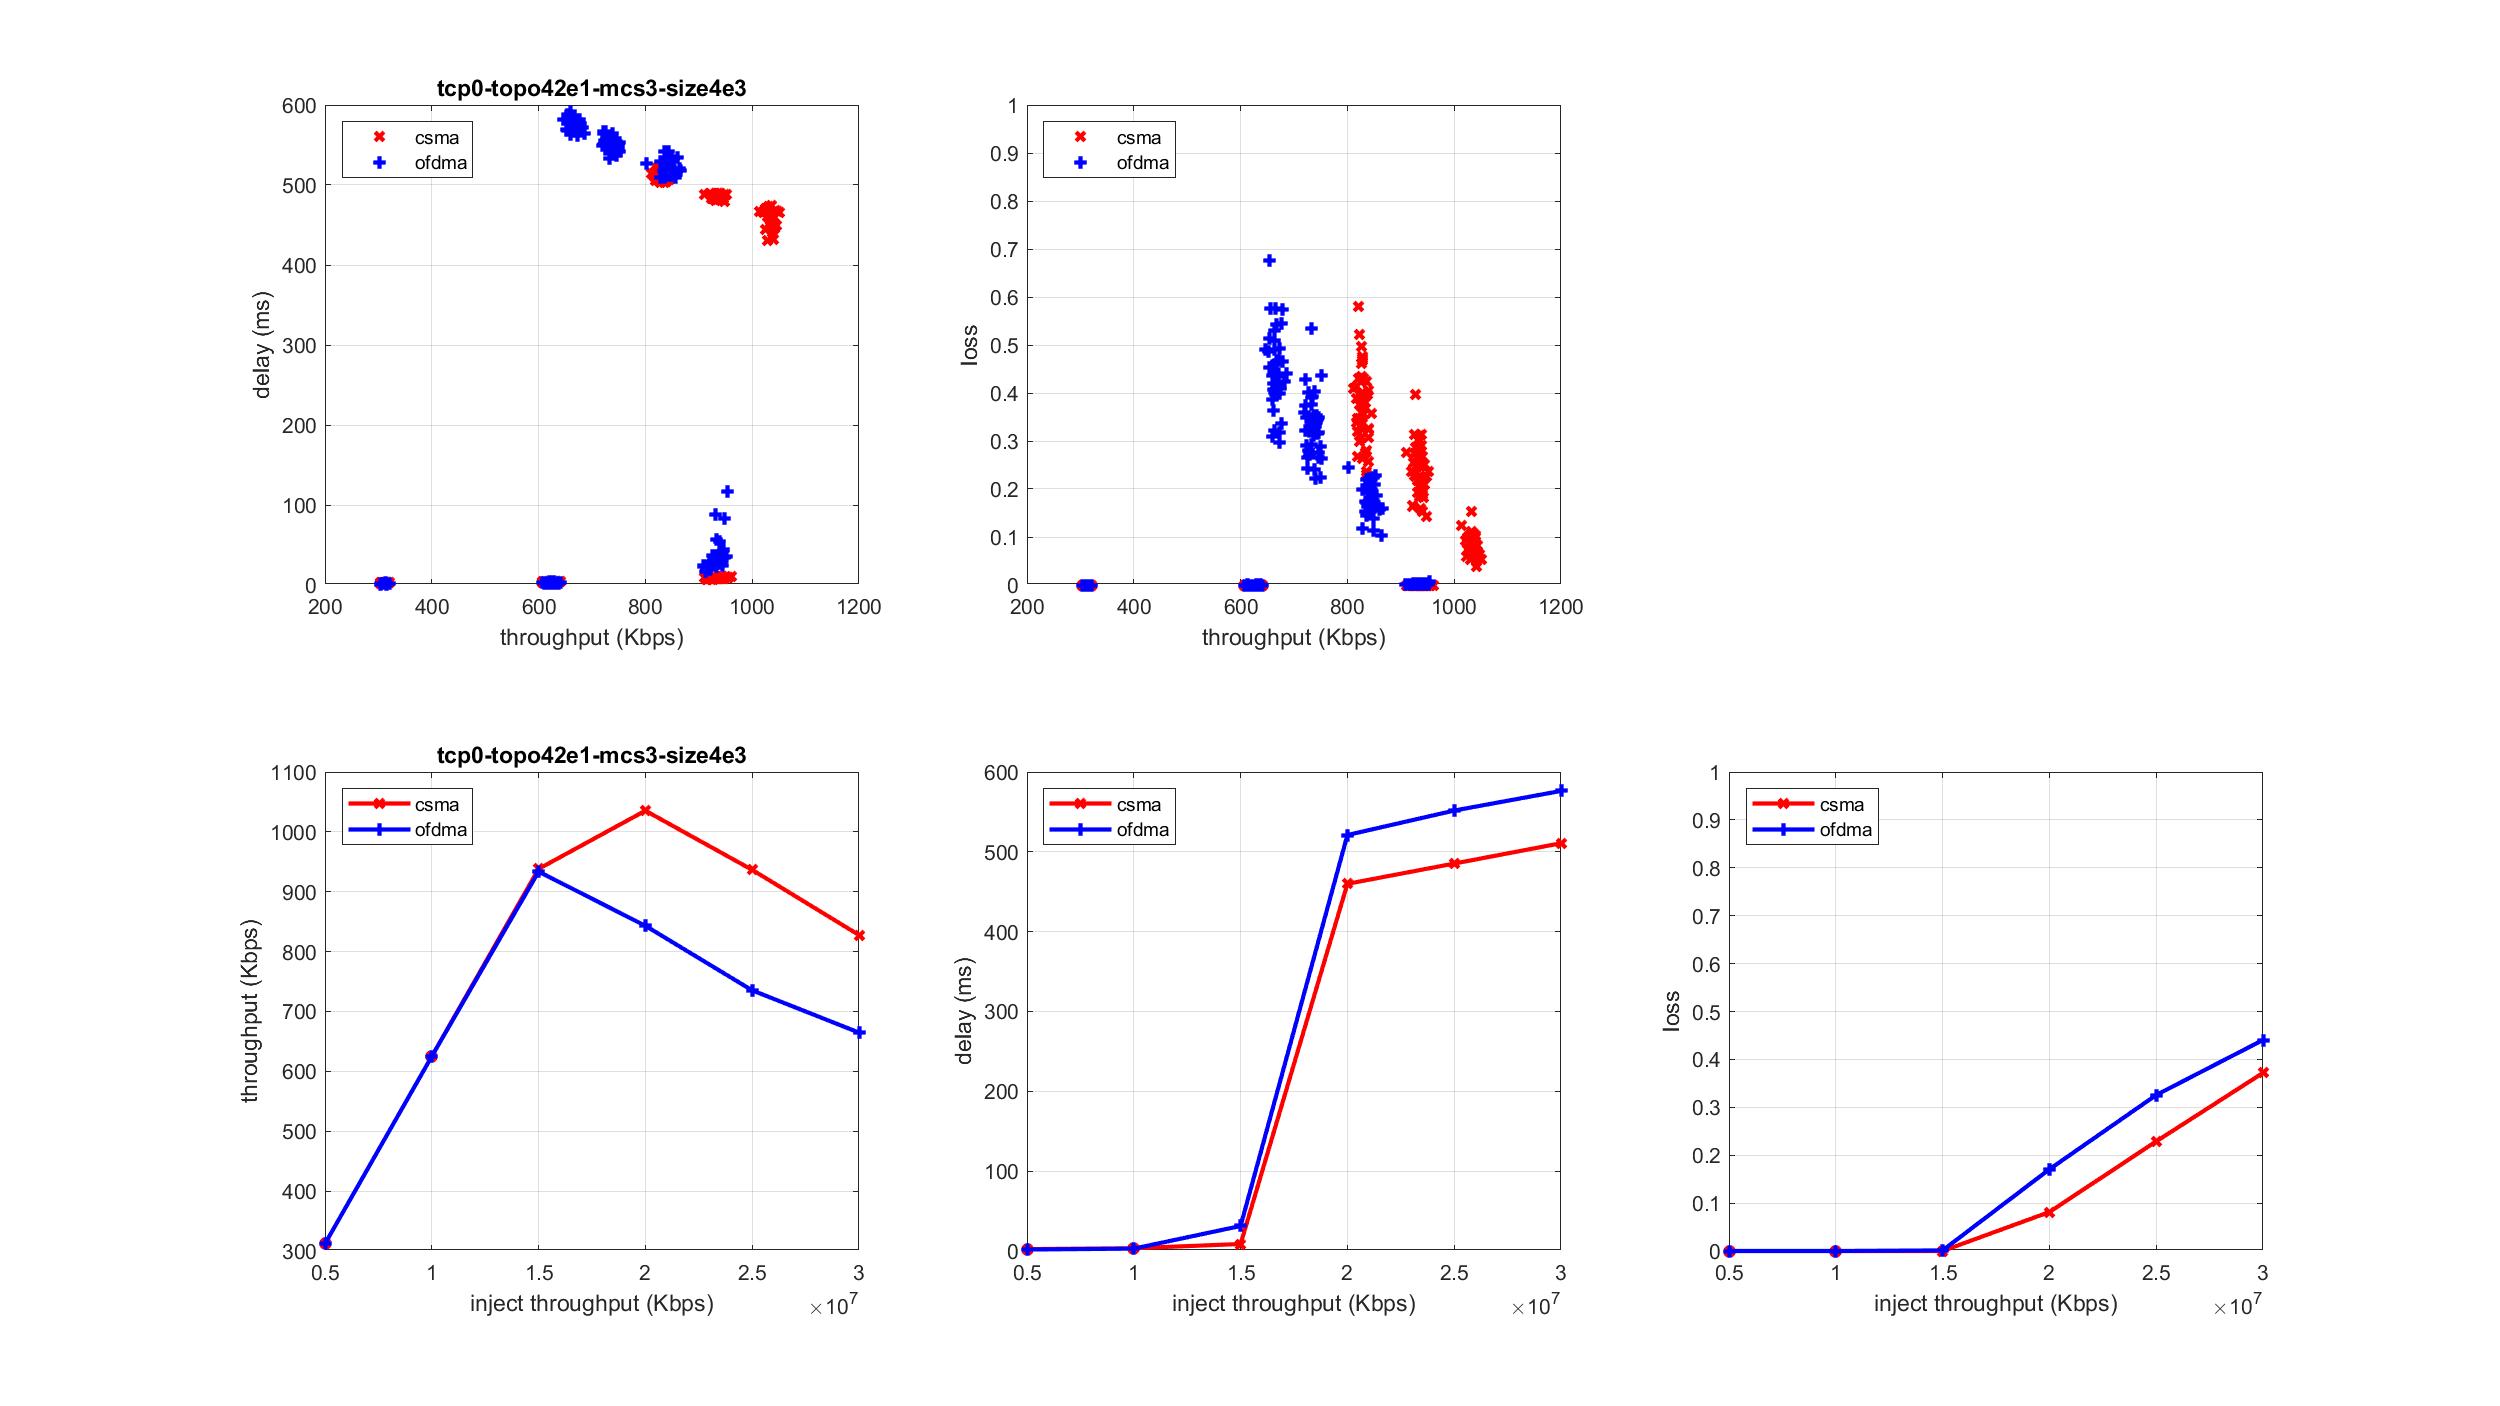 tcp0-topo42e1-mcs3-size4e3
csma
ofdma
600
500
400
300
200
100
0
delay (ms)
200 400 600 800 1000 1200
throughput (Kbps)
csma
ofdma
1
0.9
0.8
0.7
0.6
0.5
0.4
0.3
0.2
0.1
0
loss
200 400 600 800 1000 1200
throughput (Kbps)
tcp0-topo42e1-mcs3-size4e3
csma
ofdma
1100
1000
900
800
700
600
500
400
300
throughput (Kbps)
0.5 1 1.5 2 2.5 3
inject throughput (Kbps)
×10⁷
csma
ofdma
600
500
400
300
200
100
0
delay (ms)
0.5 1 1.5 2 2.5 3
inject throughput (Kbps)
×10⁷
csma
ofdma
1
0.9
0.8
0.7
0.6
0.5
0.4
0.3
0.2
0.1
0
loss
0.5 1 1.5 2 2.5 3
inject throughput (Kbps)
×10⁷